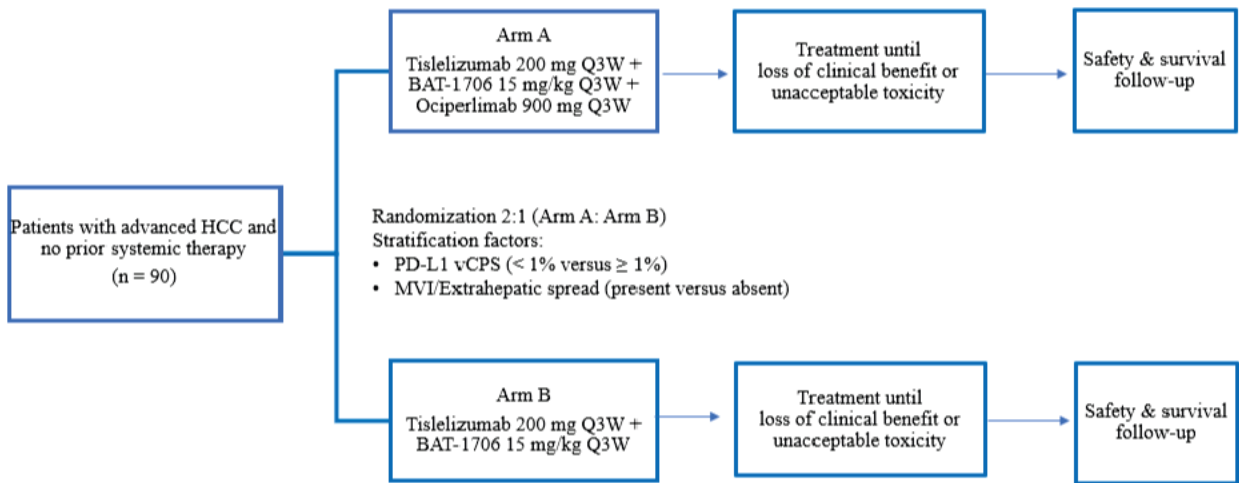 Arm A
Tislelizumab 200 mg Q3W +
BAT-1706 15 mg/kg Q3W +
Ociperlimab 900 mg Q3W
Treatment until
loss of clinical benefit or
unacceptable toxicity
Safety & survival
follow-up
Patients with advanced HCC and
no prior systemic therapy
(n = 90)
Randomization 2:1 (Arm A: Arm B)
Stratification factors:
• PD-L1 vCPS (< 1% versus ≥ 1%)
• MVI/Extrahepatic spread (present versus absent)
Arm B
Tislelizumab 200 mg Q3W +
BAT-1706 15 mg/kg Q3W
Treatment until
loss of clinical benefit or
unacceptable toxicity
Safety & survival
follow-up